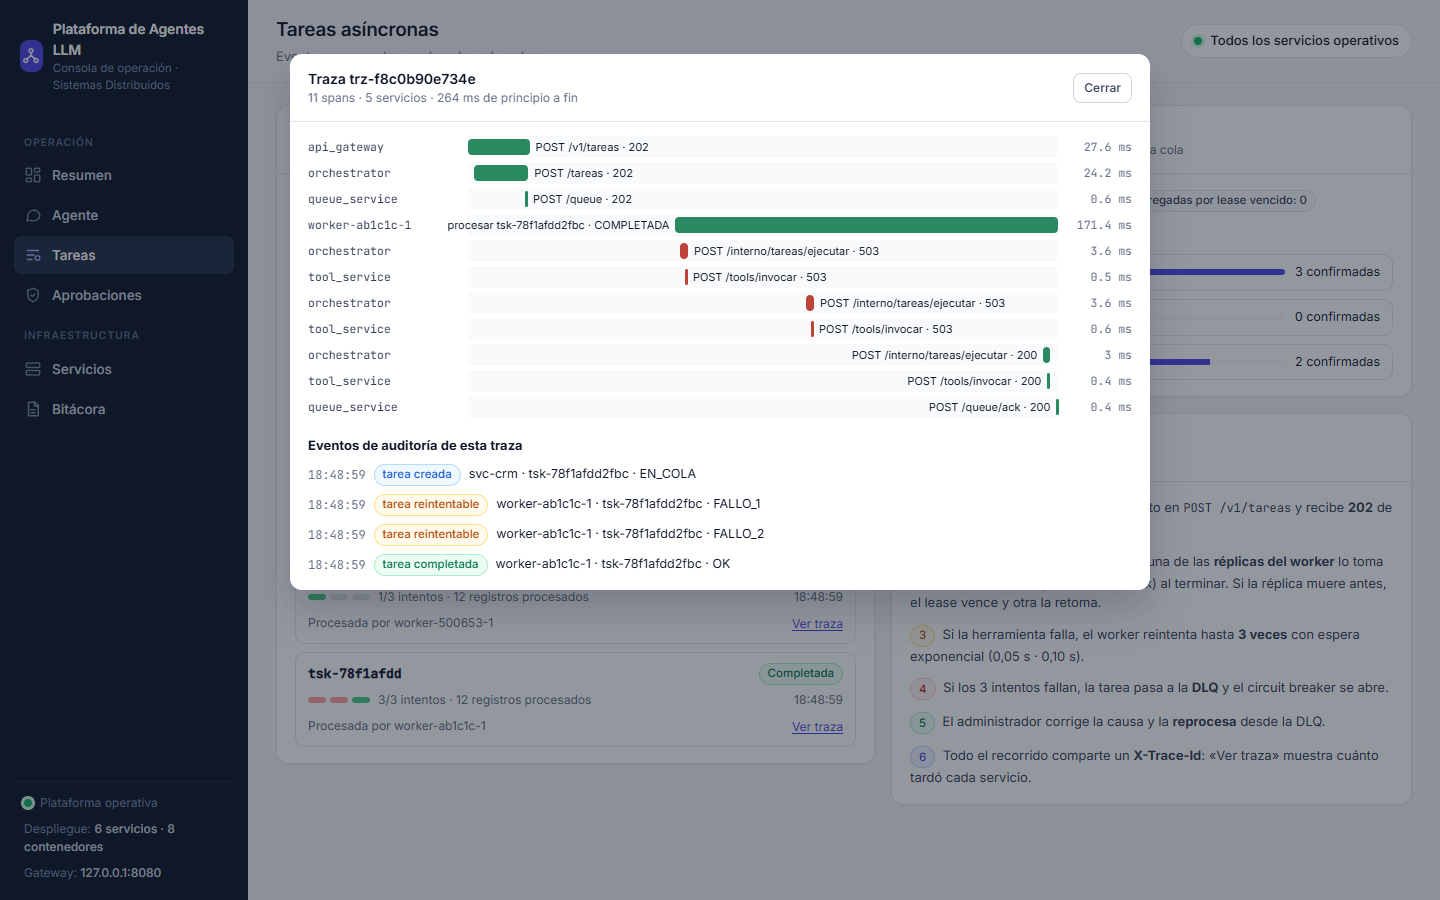 Plataforma de Agentes
LLM
Consola de operación ·
Sistemas Distribuidos
OPERACIÓN
Resumen
Agente
Tareas
Aprobaciones
INFRAESTRUCTURA
Servicios
Bitácora
Plataforma operativa
Despliegue: 6 servicios · 8
contenedores
Gateway: 127.0.0.1:8080
Tareas asíncronas
Todos los servicios operativos
Traza trz-f8c0b90e734e
11 spans · 5 servicios · 264 ms de principio a fin
Cerrar
api_gateway POST /v1/tareas · 202 27.6 ms
orchestrator POST /tareas · 202 24.2 ms
queue_service POST /queue · 202 0.6 ms
worker-ab1c1c-1 procesar tsk-78f1afdd2fbc · COMPLETADA 171.4 ms
orchestrator POST /interno/tareas/ejecutar · 503 3.6 ms
tool_service POST /tools/invocar · 503 0.5 ms
orchestrator POST /interno/tareas/ejecutar · 503 3.6 ms
tool_service POST /tools/invocar · 503 0.6 ms
orchestrator POST /interno/tareas/ejecutar · 200 3 ms
tool_service POST /tools/invocar · 200 0.4 ms
queue_service POST /queue/ack · 200 0.4 ms
Eventos de auditoría de esta traza
18:48:59 tarea creada svc-crm · tsk-78f1afdd2fbc · EN_COLA
18:48:59 tarea reintentable worker-ab1c1c-1 · tsk-78f1afdd2fbc · FALLO_1
18:48:59 tarea reintentable worker-ab1c1c-1 · tsk-78f1afdd2fbc · FALLO_2
18:48:59 tarea completada worker-ab1c1c-1 · tsk-78f1afdd2fbc · OK
1/3 intentos · 12 registros procesados 18:48:59
Procesada por worker-500653-1 Ver traza
tsk-78f1afdd Completada
3/3 intentos · 12 registros procesados 18:48:59
Procesada por worker-ab1c1c-1 Ver traza
a cola
regadas por lease vencido: 0
3 confirmadas
0 confirmadas
2 confirmadas
to en POST /v1/tareas y recibe 202 de
una de las réplicas del worker lo toma
) al terminar. Si la réplica muere antes,
el lease vence y otra la retoma.
3 Si la herramienta falla, el worker reintenta hasta 3 veces con espera
exponencial (0,05 s · 0,10 s).
4 Si los 3 intentos fallan, la tarea pasa a la DLQ y el circuit breaker se abre.
5 El administrador corrige la causa y la reprocesa desde la DLQ.
6 Todo el recorrido comparte un X-Trace-Id: «Ver traza» muestra cuánto
tardó cada servicio.